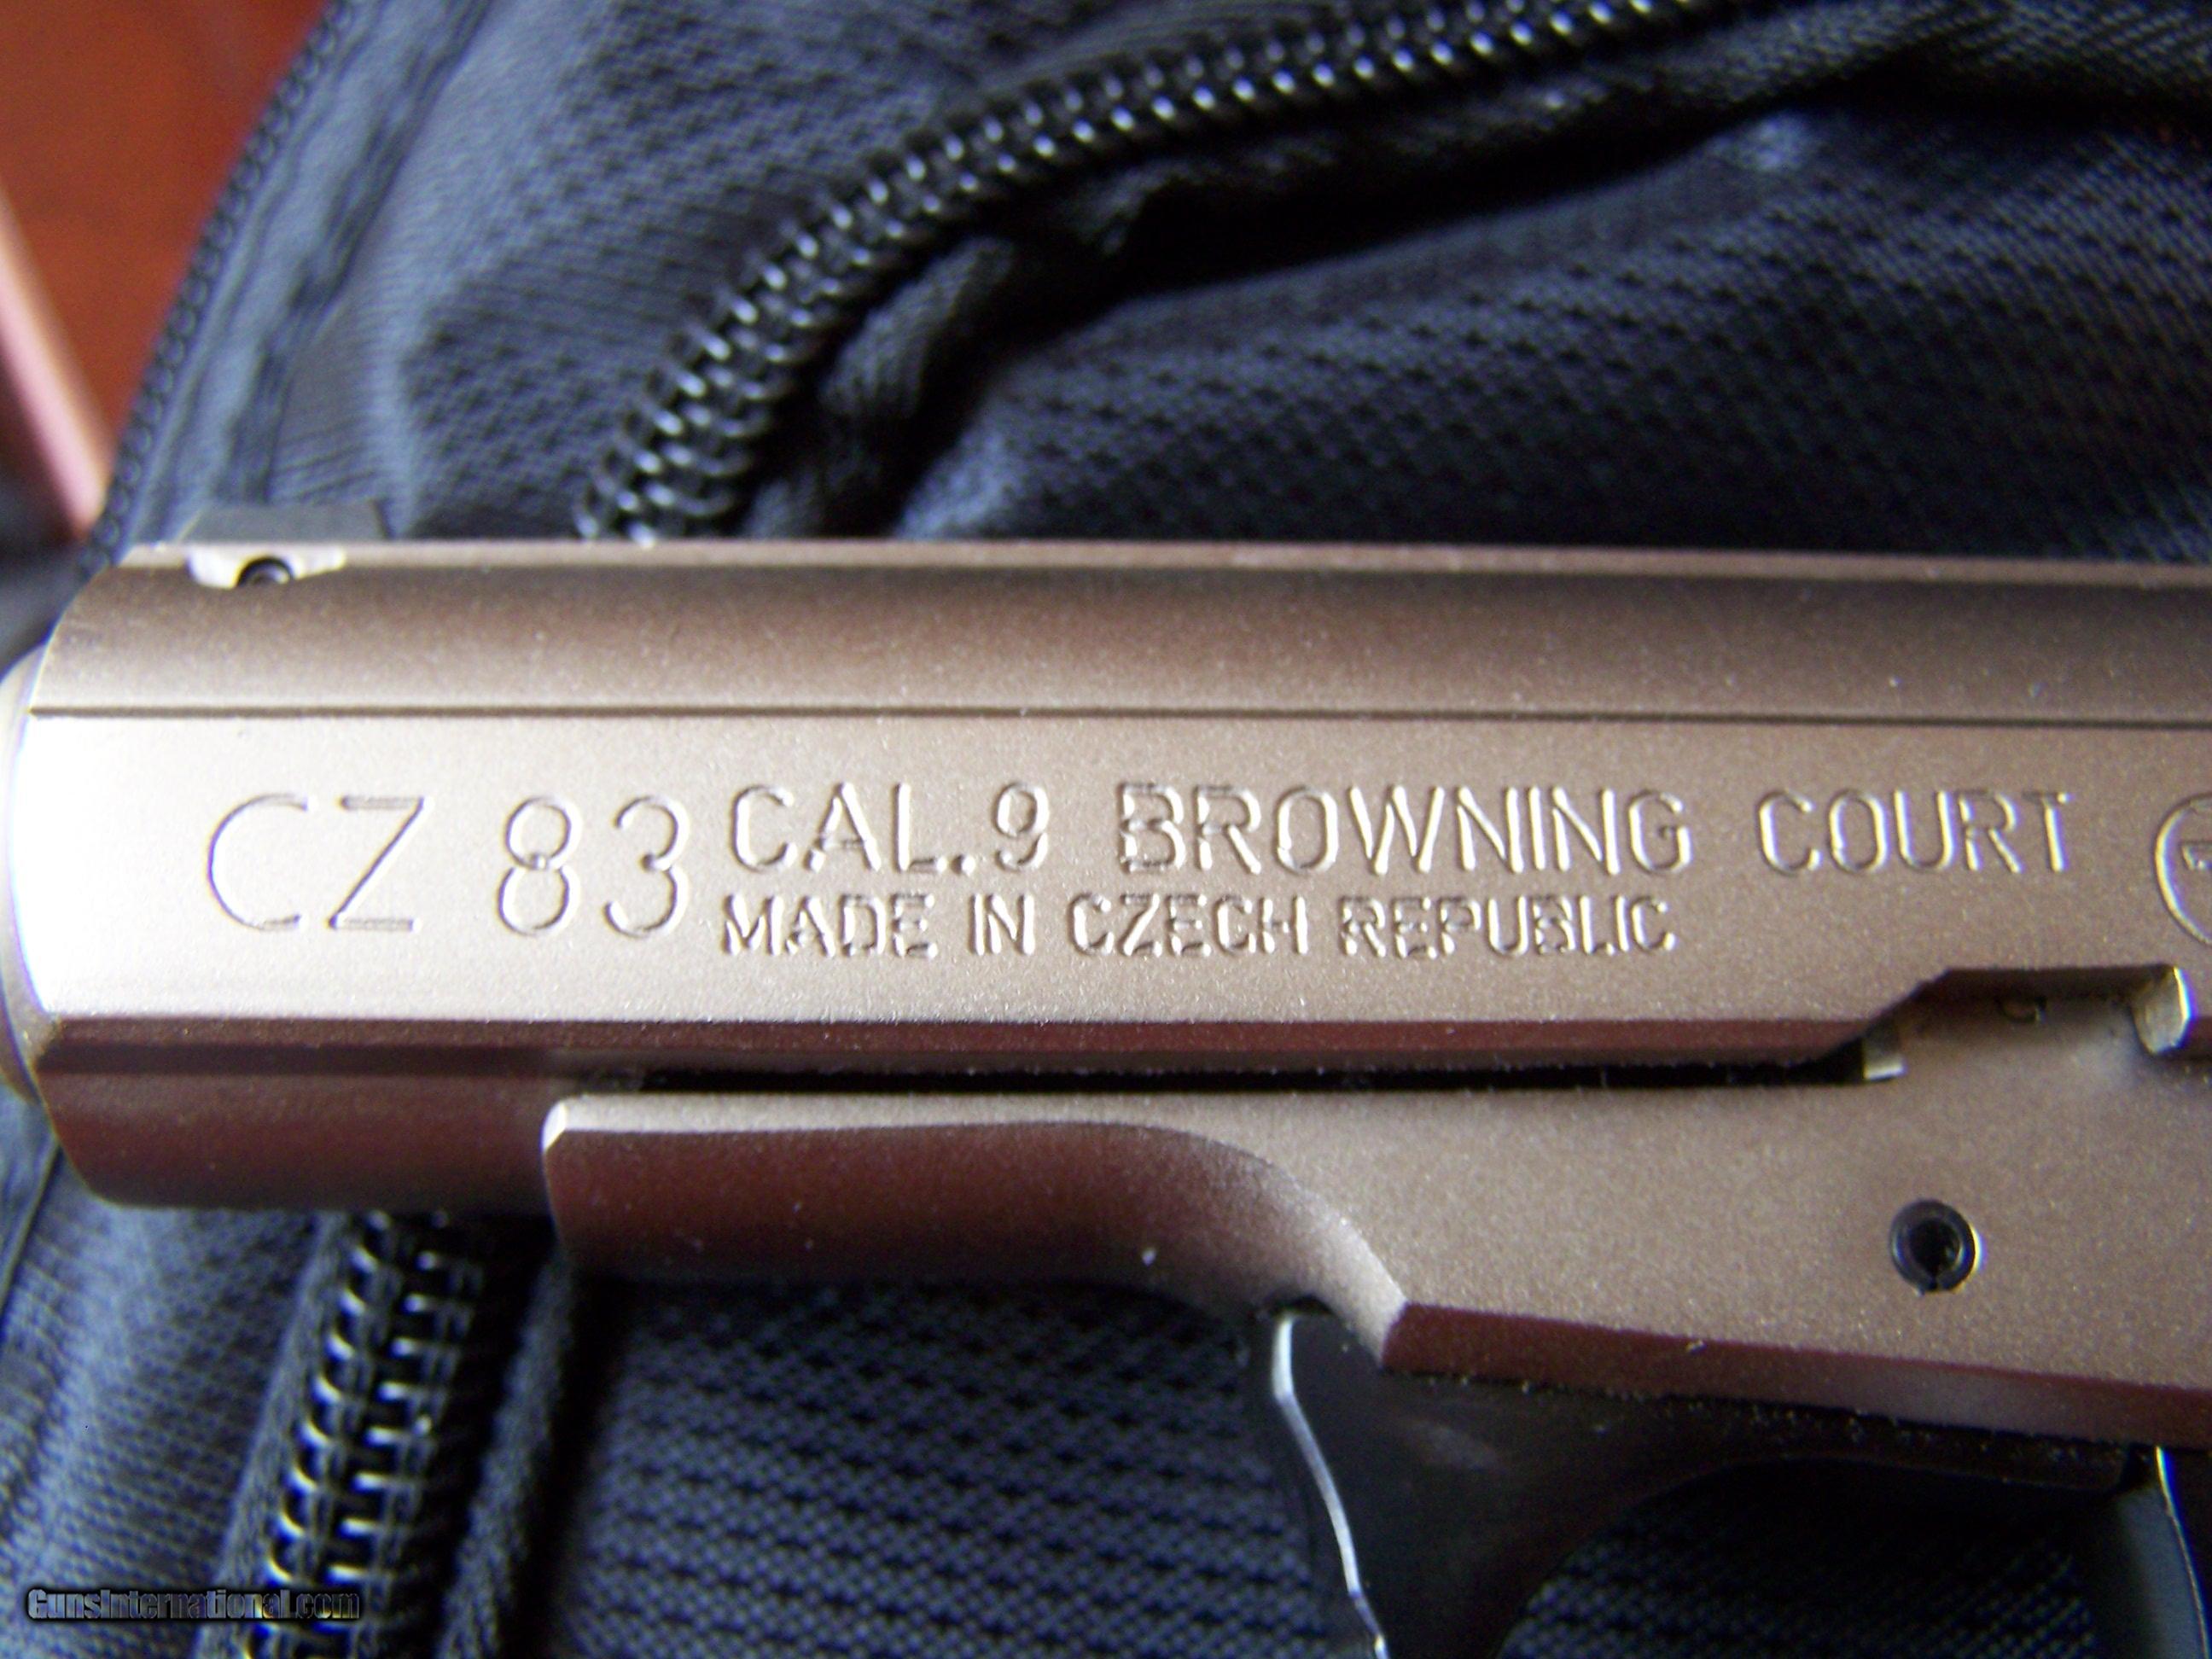 CZ 83 CAL.9 BROWNING COURT
MADE IN CZECH REPUBLIC
GunsInternational.com